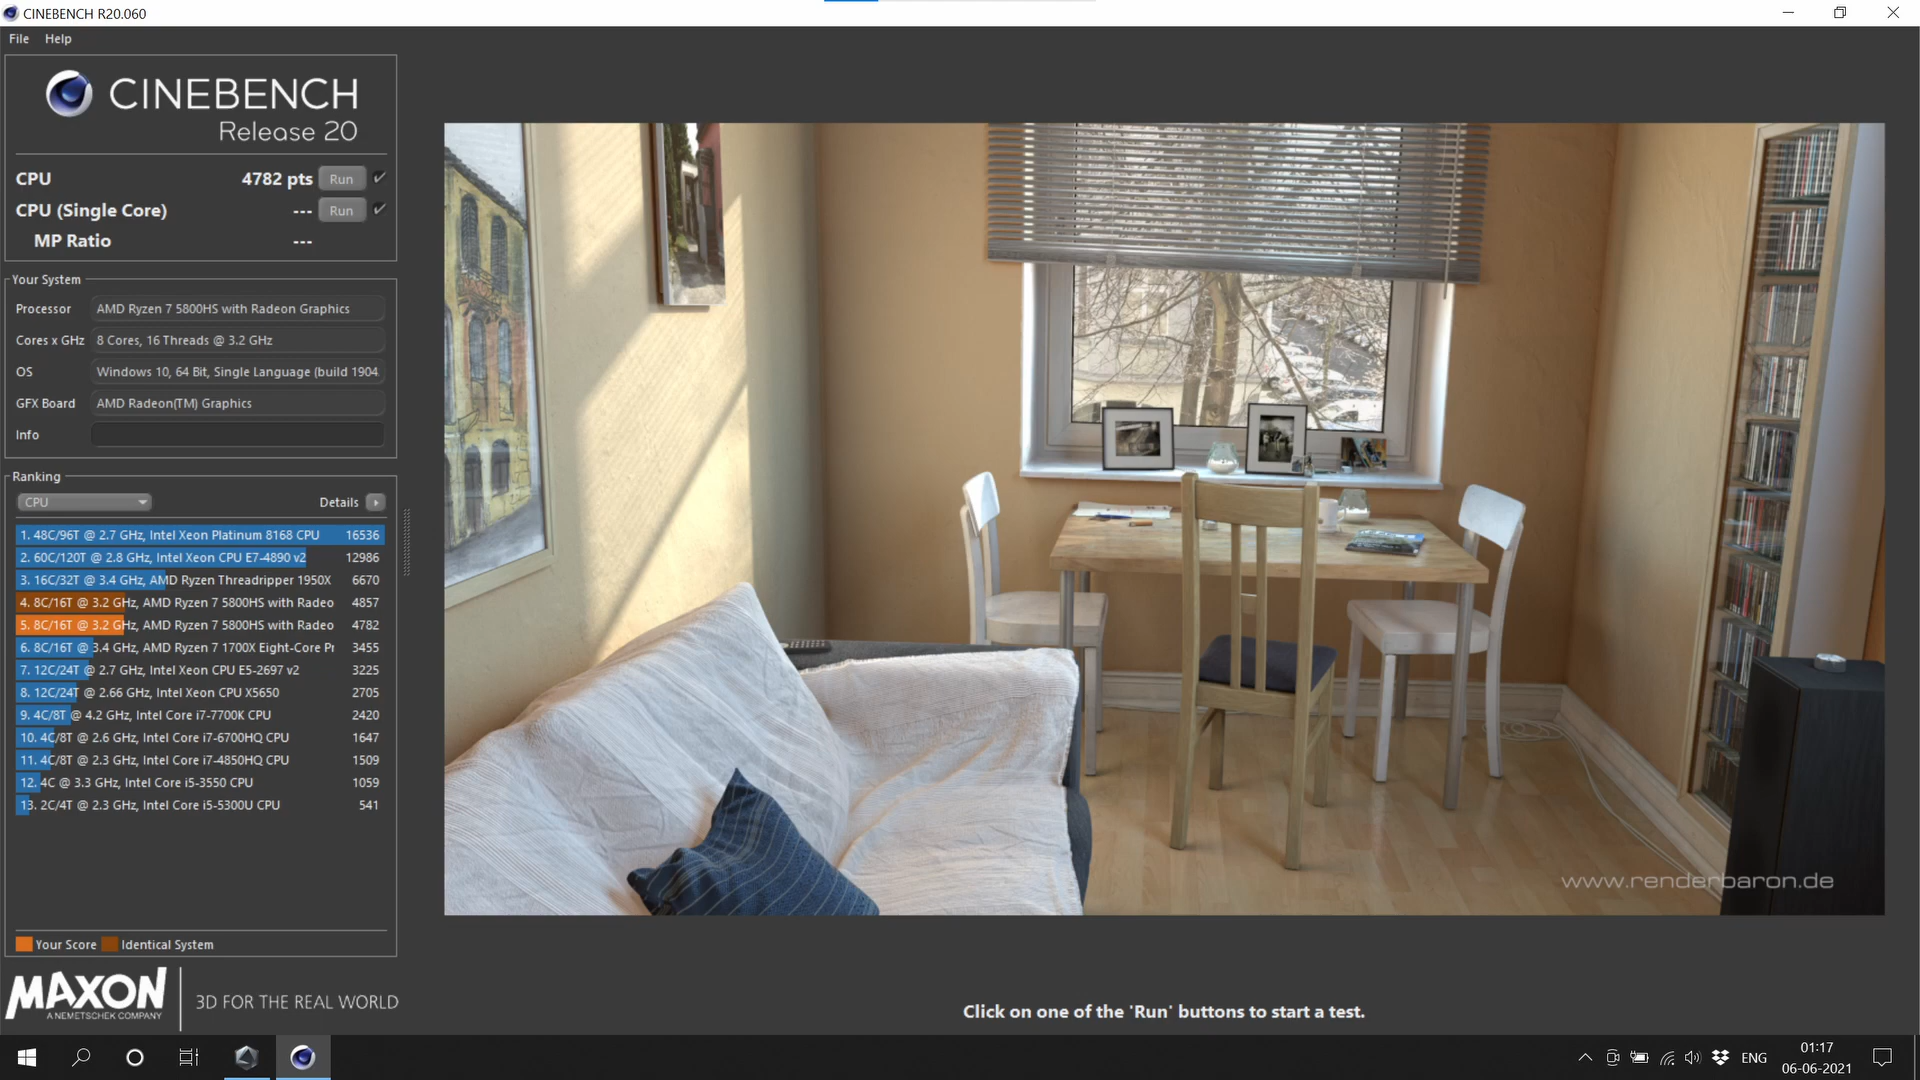 CINEBENCH R20.060
File Help
CINEBENCH
Release 20
CPU 4782 pts Run
CPU (Single Core) --- Run
MP Ratio ---
Your System
Processor AMD Ryzen 7 5800HS with Radeon Graphics
Cores x GHz 8 Cores, 16 Threads @ 3.2 GHz
OS Windows 10, 64 Bit, Single Language (build 1904
GFX Board AMD Radeon(TM) Graphics
Info
Ranking
CPU Details
1. 48C/96T @ 2.7 GHz, Intel Xeon Platinum 8168 CPU 16536
2. 60C/120T @ 2.8 GHz, Intel Xeon CPU E7-4890 v2 12986
3. 16C/32T @ 3.4 GHz, AMD Ryzen Threadripper 1950X 6670
4. 8C/16T @ 3.2 GHz, AMD Ryzen 7 5800HS with Radeo 4857
5. 8C/16T @ 3.2 GHz, AMD Ryzen 7 5800HS with Radeo 4782
6. 8C/16T @ 3.4 GHz, AMD Ryzen 7 1700X Eight-Core Pr 3455
7. 12C/24T @ 2.7 GHz, Intel Xeon CPU E5-2697 v2 3225
8. 12C/24T @ 2.66 GHz, Intel Xeon CPU X5650 2705
9. 4C/8T @ 4.2 GHz, Intel Core i7-7700K CPU 2420
10. 4C/8T @ 2.6 GHz, Intel Core i7-6700HQ CPU 1647
11. 4C/8T @ 2.3 GHz, Intel Core i7-4850HQ CPU 1509
12. 4C @ 3.3 GHz, Intel Core i5-3550 CPU 1059
13. 2C/4T @ 2.3 GHz, Intel Core i5-5300U CPU 541
www.renderbaron.de
Your Score Identical System
MAXON
A NEMETSCHEK COMPANY
3D FOR THE REAL WORLD
Click on one of the 'Run' buttons to start a test.
ENG
01:17
06-06-2021